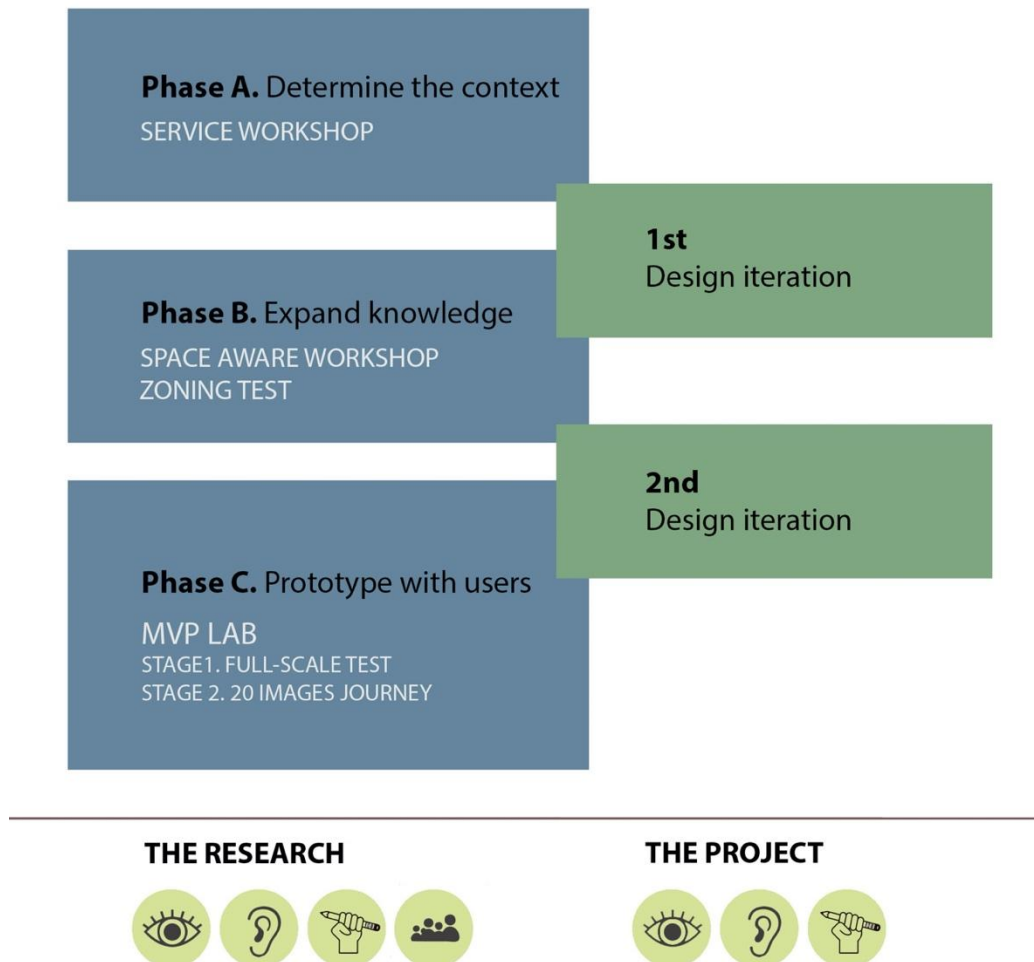 Phase A. Determine the context
SERVICE WORKSHOP
1st
Design iteration
Phase B. Expand knowledge
SPACE AWARE WORKSHOP
ZONING TEST
2nd
Design iteration
Phase C. Prototype with users
MVP LAB
STAGE1. FULL-SCALE TEST
STAGE 2. 20 IMAGES JOURNEY
THE RESEARCH
THE PROJECT